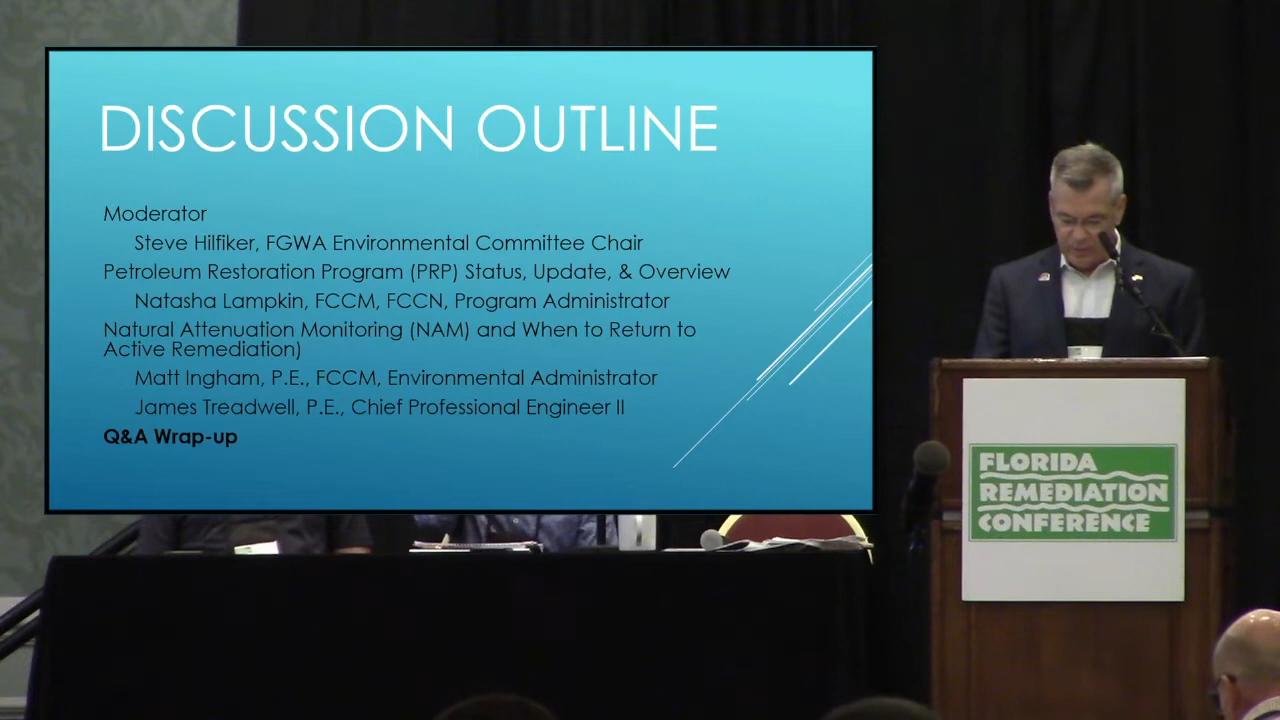 DISCUSSION OUTLINE
Moderator
Steve Hilfiker, FGWA Environmental Committee Chair
Petroleum Restoration Program (PRP) Status, Update, & Overview
Natasha Lampkin, FCCM, FCCN, Program Administrator
Natural Attenuation Monitoring (NAM) and When to Return to
Active Remediation)
Matt Ingham, P.E., FCCM, Environmental Administrator
James Treadwell, P.E., Chief Professional Engineer II
Q&A Wrap-up
FLORIDA
REMEDIATION
CONFERENCE